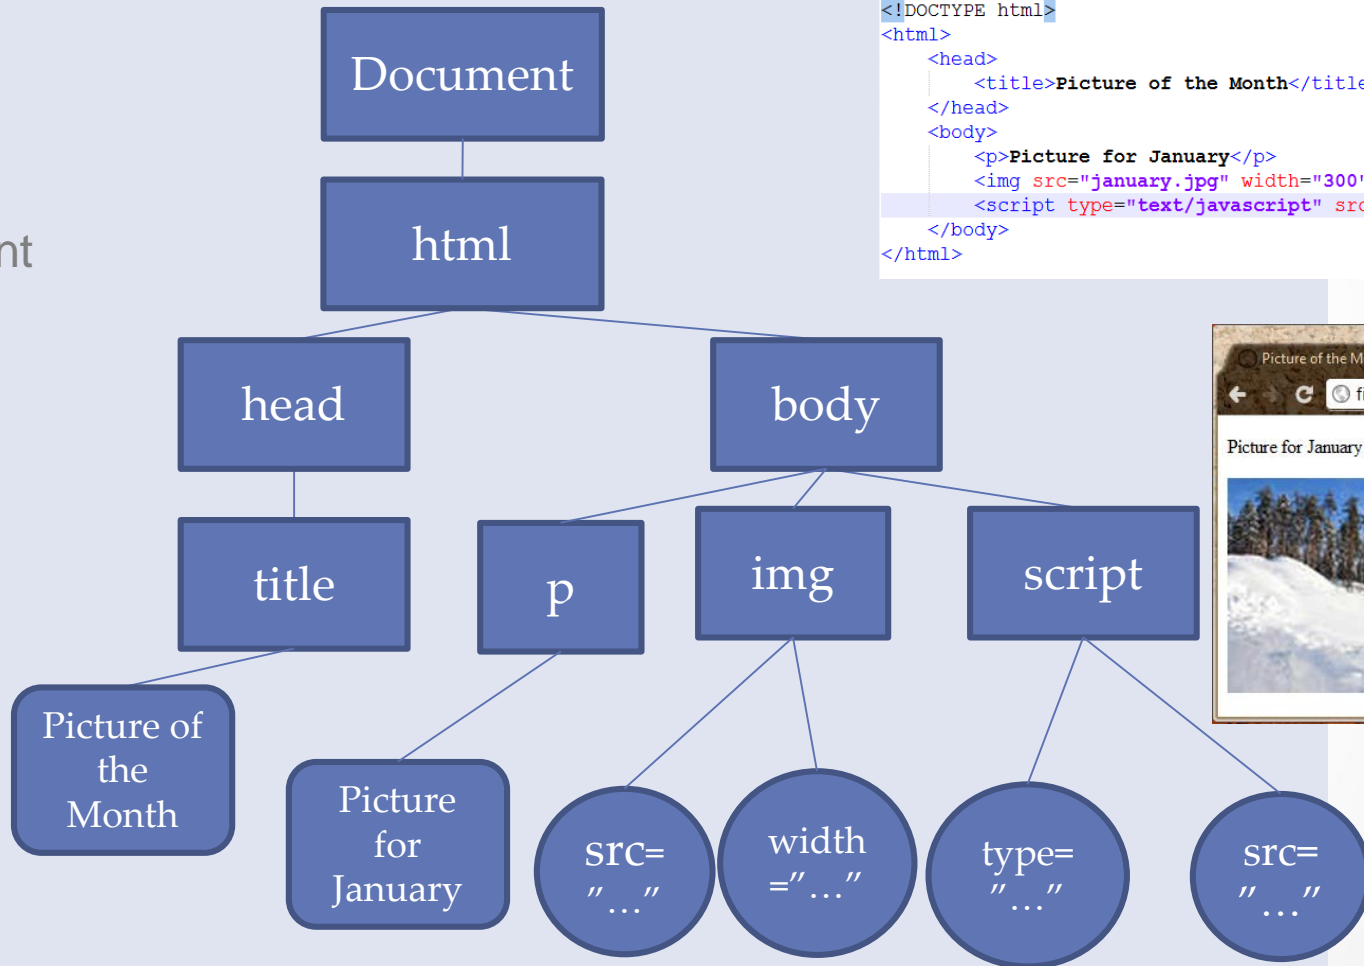 Document
html
head
body
title
p
img
script
Picture of
the
Month
Picture
for
January
src=
"…"
width
="…"
type=
"…"
src=
"…"
<!DOCTYPE html>
<html>
<head>
<title>Picture of the Month</title
</head>
<body>
<p>Picture for January</p>
<img src="january.jpg" width="300"
<script type="text/javascript" src
</body>
</html>
Picture of the M
Picture for January